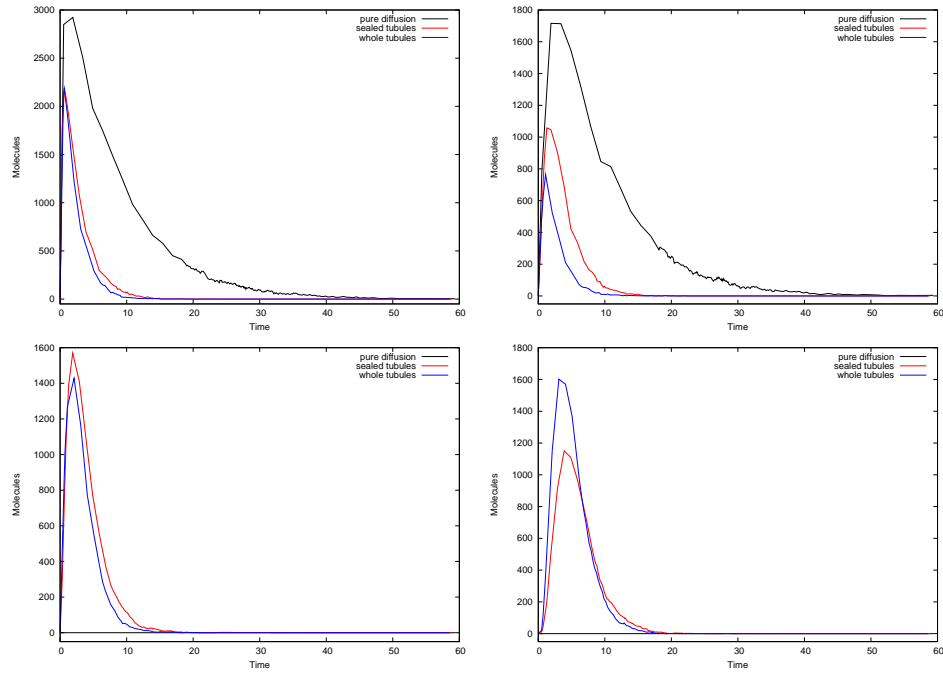 3000
2500
2000
1500
1000
500
0
Molecules
0 10 20 30 40 50 60
Time
pure diffusion
sealed tubules
whole tubules
1800
1600
1400
1200
1000
800
600
400
200
0
Molecules
0 10 20 30 40 50 60
Time
pure diffusion
sealed tubules
whole tubules
1600
1400
1200
1000
800
600
400
200
0
Molecules
0 10 20 30 40 50 60
Time
pure diffusion
sealed tubules
whole tubules
1800
1600
1400
1200
1000
800
600
400
200
0
Molecules
0 10 20 30 40 50 60
Time
pure diffusion
sealed tubules
whole tubules